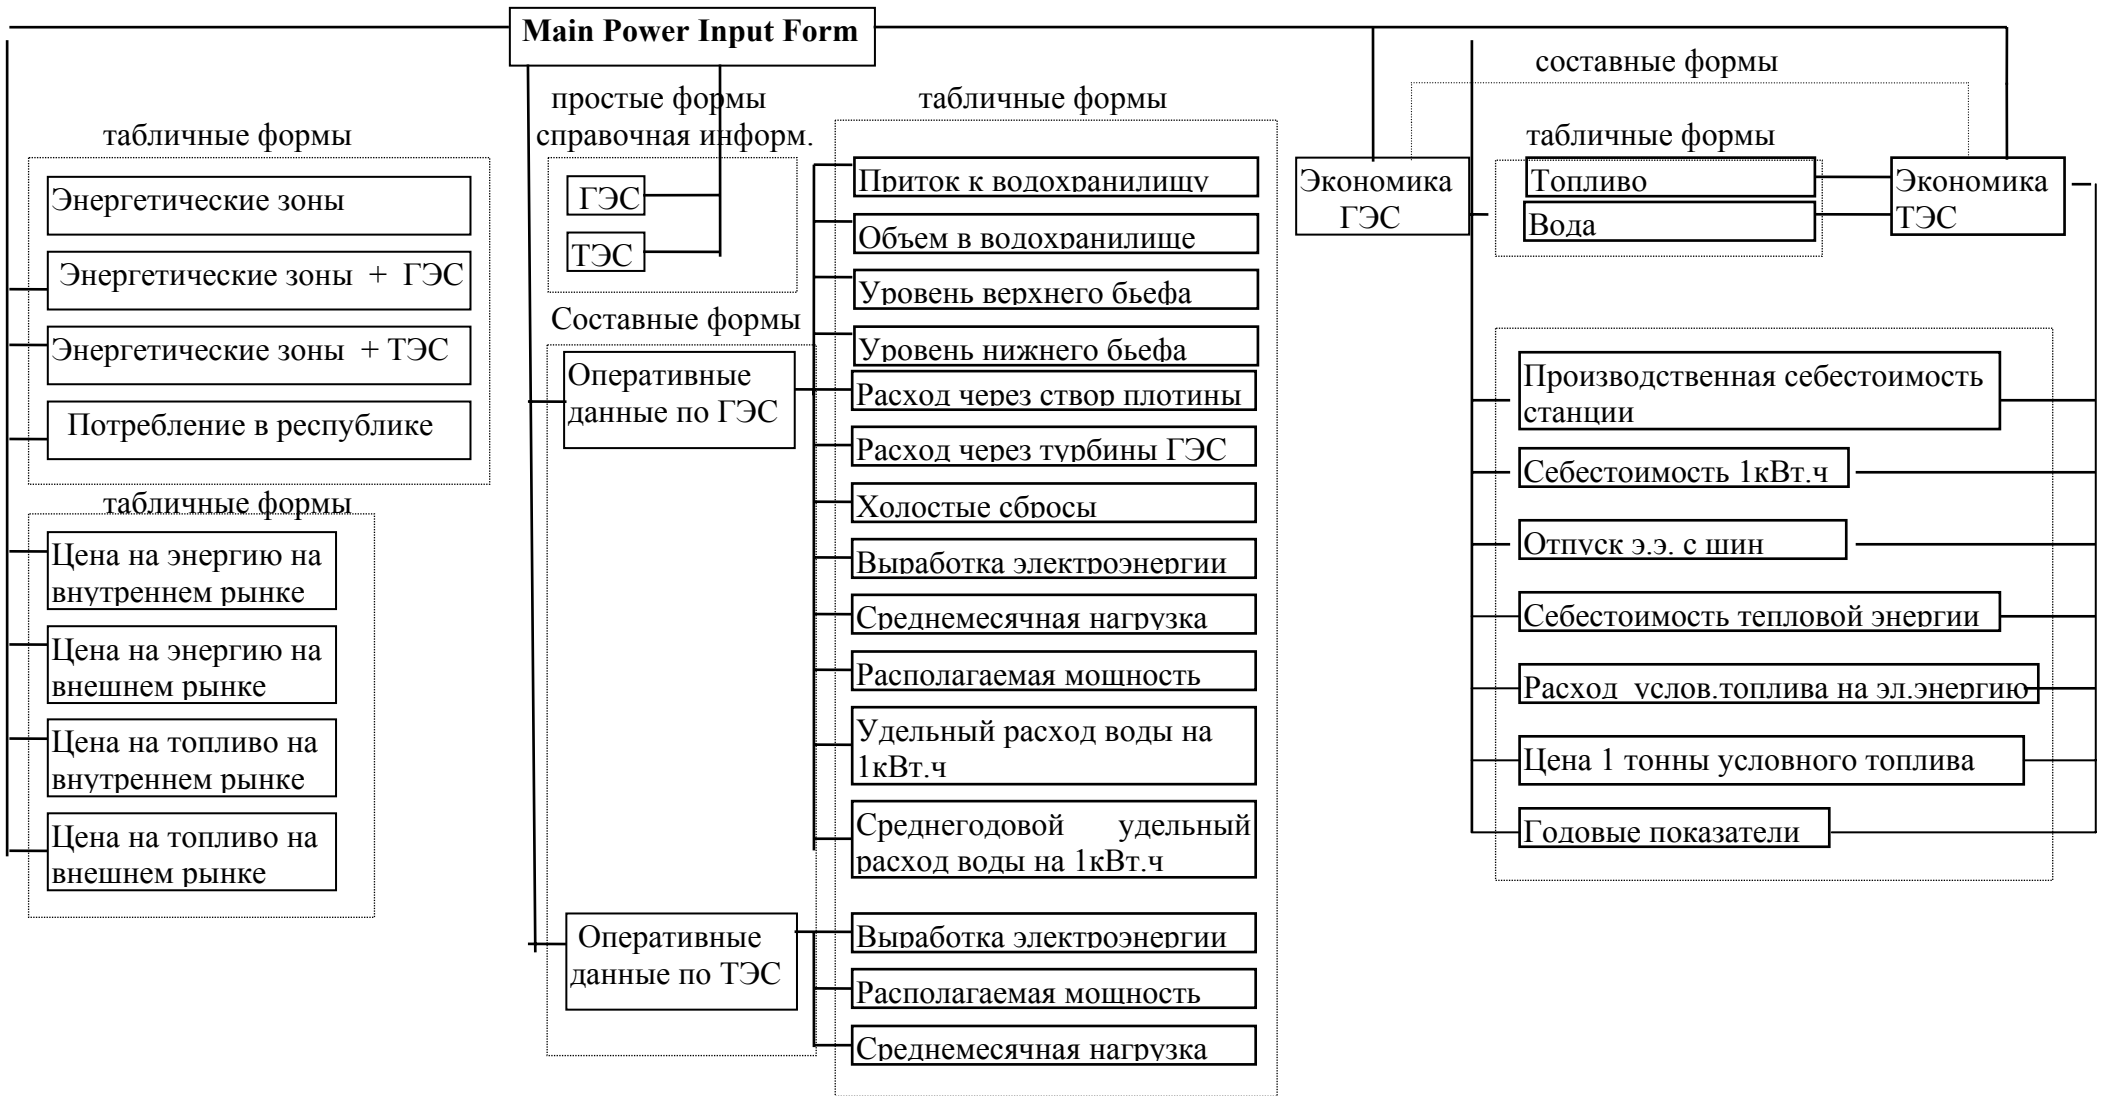 Main Power Input Form
табличные формы
Энергетические зоны
Энергетические зоны + ГЭС
Энергетические зоны + ТЭС
Потребление в республике
табличные формы
Цена на энергию на
внутреннем рынке
Цена на энергию на
внешнем рынке
Цена на топливо на
внутреннем рынке
Цена на топливо на
внешнем рынке
простые формы
справочная информ.
ГЭС
ТЭС
Составные формы
Оперативные
данные по ГЭС
Оперативные
данные по ТЭС
табличные формы
Приток к водохранилищу
Объем в водохранилище
Уровень верхнего бьефа
Уровень нижнего бьефа
Расход через створ плотины
Расход через турбины ГЭС
Холостые сбросы
Выработка электроэнергии
Среднемесячная нагрузка
Располагаемая мощность
Удельный расход воды на
1кВт.ч
Среднегодовой удельный
расход воды на 1кВт.ч
Выработка электроэнергии
Располагаемая мощность
Среднемесячная нагрузка
составные формы
Экономика
ГЭС
табличные формы
Топливо
Вода
Экономика
ТЭС
Производственная себестоимость
станции
Себестоимость 1кВт.ч
Отпуск э.э. с шин
Себестоимость тепловой энергии
Расход услов.топлива на эл.энергию
Цена 1 тонны условного топлива
Годовые показатели